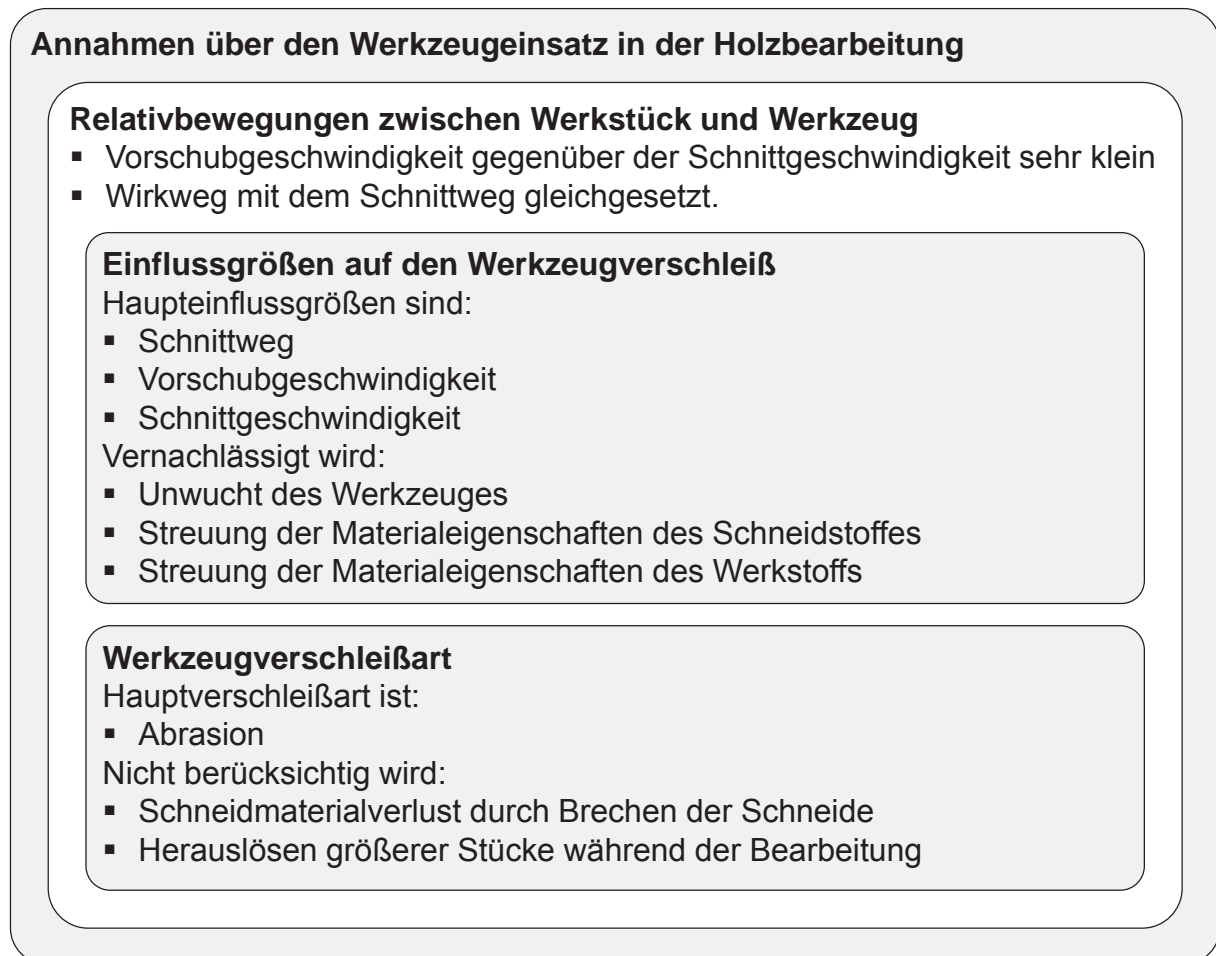 Annahmen über den Werkzeugeinsatz in der Holzbearbeitung
Relativbewegungen zwischen Werkstück und Werkzeug
▪ Vorschubgeschwindigkeit gegenüber der Schnittgeschwindigkeit sehr klein
▪ Wirkweg mit dem Schnittweg gleichgesetzt.
Einflussgrößen auf den Werkzeugverschleiß
Haupteinflussgrößen sind:
▪ Schnittweg
▪ Vorschubgeschwindigkeit
▪ Schnittgeschwindigkeit
Vernachlässigt wird:
▪ Unwucht des Werkzeuges
▪ Streuung der Materialeigenschaften des Schneidstoffes
▪ Streuung der Materialeigenschaften des Werkstoffs
Werkzeugverschleißart
Hauptverschleißart ist:
▪ Abrasion
Nicht berücksichtig wird:
▪ Schneidmaterialverlust durch Brechen der Schneide
▪ Herauslösen größerer Stücke während der Bearbeitung